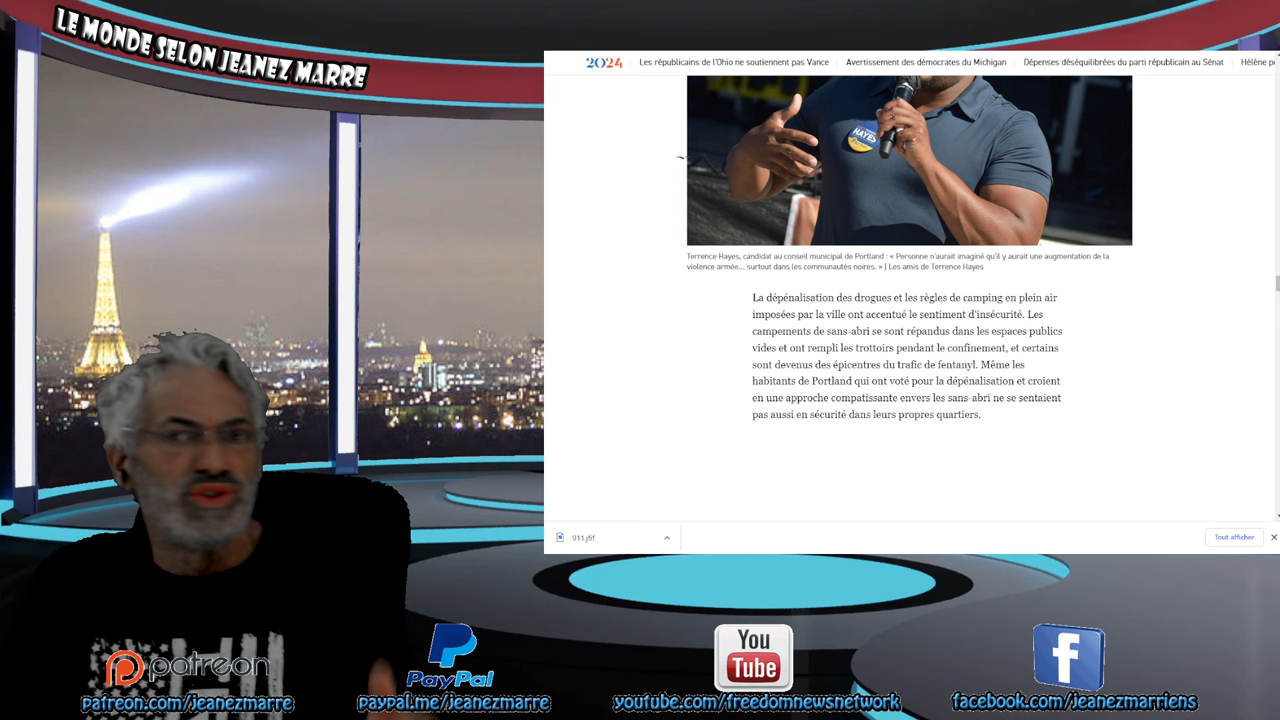 LE MONDE SELON JEANEZ MARRE
2024
Les républicains de l'Ohio ne soutiennent pas Vance
Avertissement des démocrates du Michigan
Dépenses déséquilibrées du parti républicain au Sénat
Hélène
HAYES
Terrence Hayes, candidat au conseil municipal de Portland : « Personne n'aurait imaginé qu'il y aurait une augmentation de la
violence armée... surtout dans les communautés noires. » | Les amis de Terrence Hayes
La dépénalisation des drogues et les règles de camping en plein air
imposées par la ville ont accentué le sentiment d'insécurité. Les
campements de sans-abri se sont répandus dans les espaces publics
vides et ont rempli les trottoirs pendant le confinement, et certains
sont devenus des épicentres du trafic de fentanyl. Même les
habitants de Portland qui ont voté pour la dépénalisation et croient
en une approche compatissante envers les sans-abri ne se sentaient
pas aussi en sécurité dans leurs propres quartiers.
911.jfif
Tout afficher
patreon
PayPal
You
Tube
f
patreon.com/jeanezmarre
paypal.me/jeanezmarre
youtube.com/freedomnewsnetwork
facebook.com/jeanezmarriens